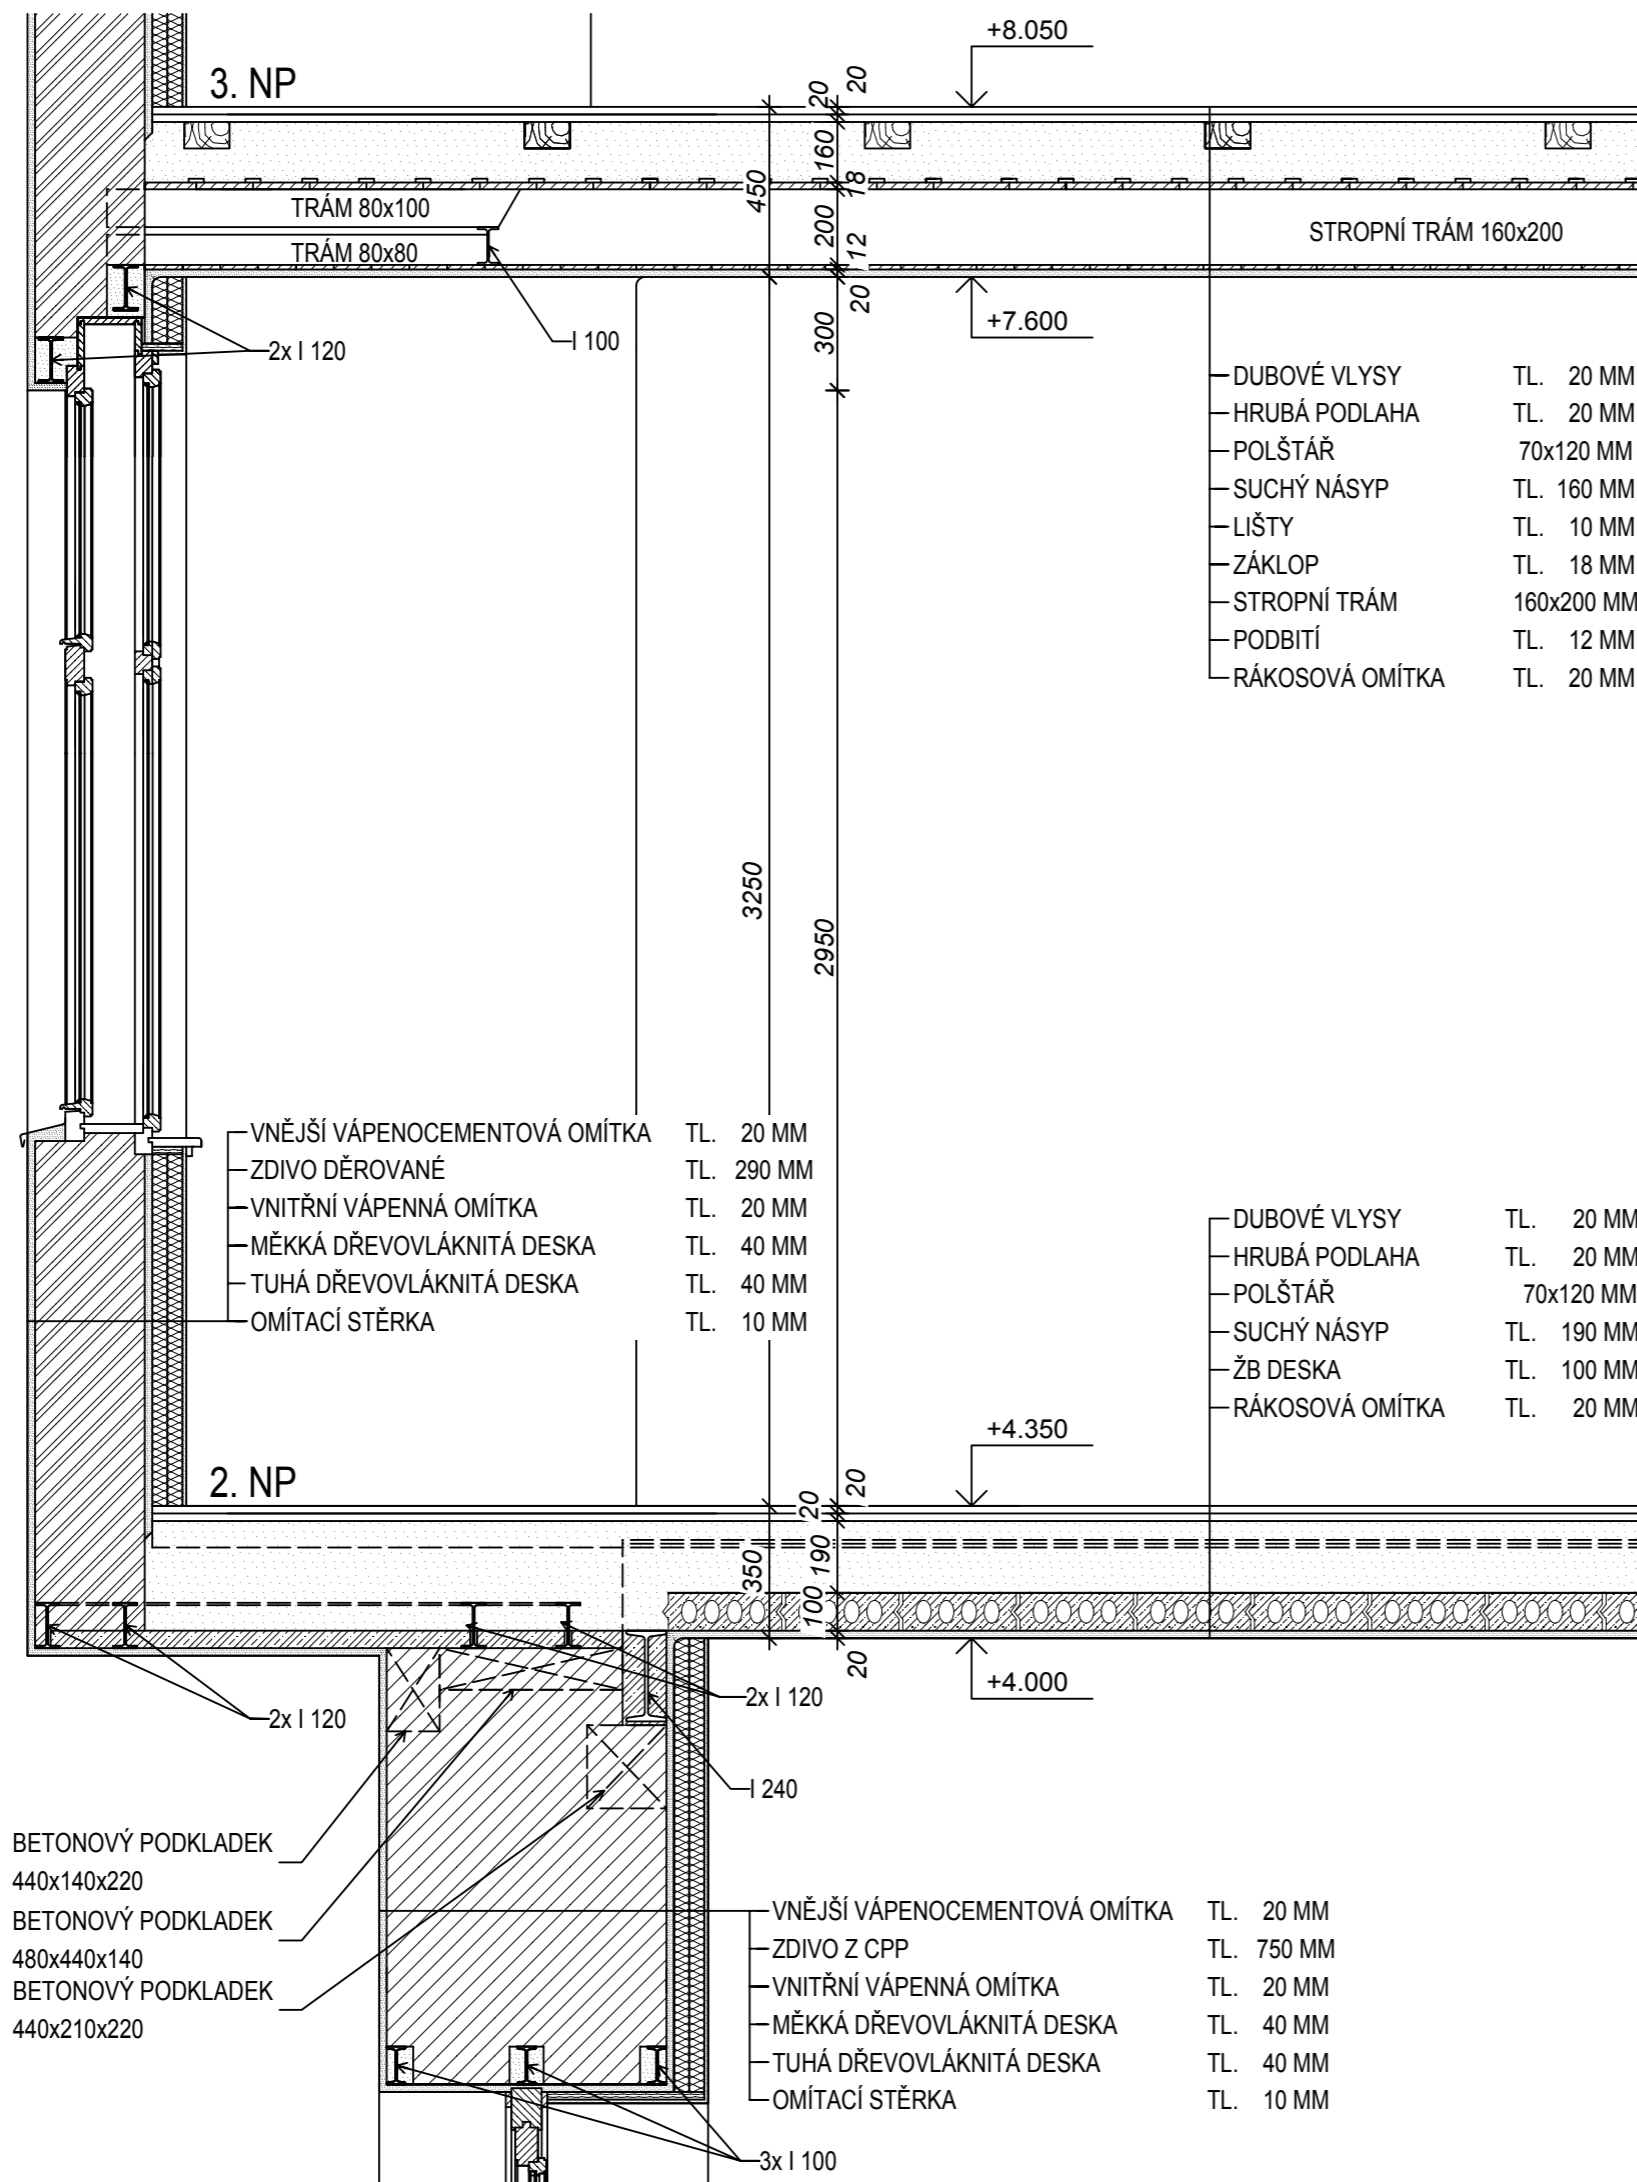 +8.050
3. NP
20
20
160
18
450
200
12
20
300
TRÁM 80x100
TRÁM 80x80
STROPNÍ TRÁM 160x200
+7.600
2x I 120
I 100
DUBOVÉ VLYSY TL. 20 MM
HRUBÁ PODLAHA TL. 20 MM
POLŠTÁŘ 70x120 MM
SUCHÝ NÁSYP TL. 160 MM
LIŠTY TL. 10 MM
ZÁKLOP TL. 18 MM
STROPNÍ TRÁM 160x200 MM
PODBITÍ TL. 12 MM
RÁKOSOVÁ OMÍTKA TL. 20 MM
3250
2950
VNĚJŠÍ VÁPENOCEMENTOVÁ OMÍTKA TL. 20 MM
ZDIVO DĚROVANÉ TL. 290 MM
VNITŘNÍ VÁPENNÁ OMÍTKA TL. 20 MM
MĚKKÁ DŘEVOVLÁKNITÁ DESKA TL. 40 MM
TUHÁ DŘEVOVLÁKNITÁ DESKA TL. 40 MM
OMÍTACÍ STĚRKA TL. 10 MM
DUBOVÉ VLYSY TL. 20 MM
HRUBÁ PODLAHA TL. 20 MM
POLŠTÁŘ 70x120 MM
SUCHÝ NÁSYP TL. 190 MM
ŽB DESKA TL. 100 MM
RÁKOSOVÁ OMÍTKA TL. 20 MM
+4.350
2. NP
20
20
190
350
100
20
+4.000
2x I 120
2x I 120
I 240
BETONOVÝ PODKLADEK
440x140x220
BETONOVÝ PODKLADEK
480x440x140
BETONOVÝ PODKLADEK
440x210x220
VNĚJŠÍ VÁPENOCEMENTOVÁ OMÍTKA TL. 20 MM
ZDIVO Z CPP TL. 750 MM
VNITŘNÍ VÁPENNÁ OMÍTKA TL. 20 MM
MĚKKÁ DŘEVOVLÁKNITÁ DESKA TL. 40 MM
TUHÁ DŘEVOVLÁKNITÁ DESKA TL. 40 MM
OMÍTACÍ STĚRKA TL. 10 MM
3x I 100